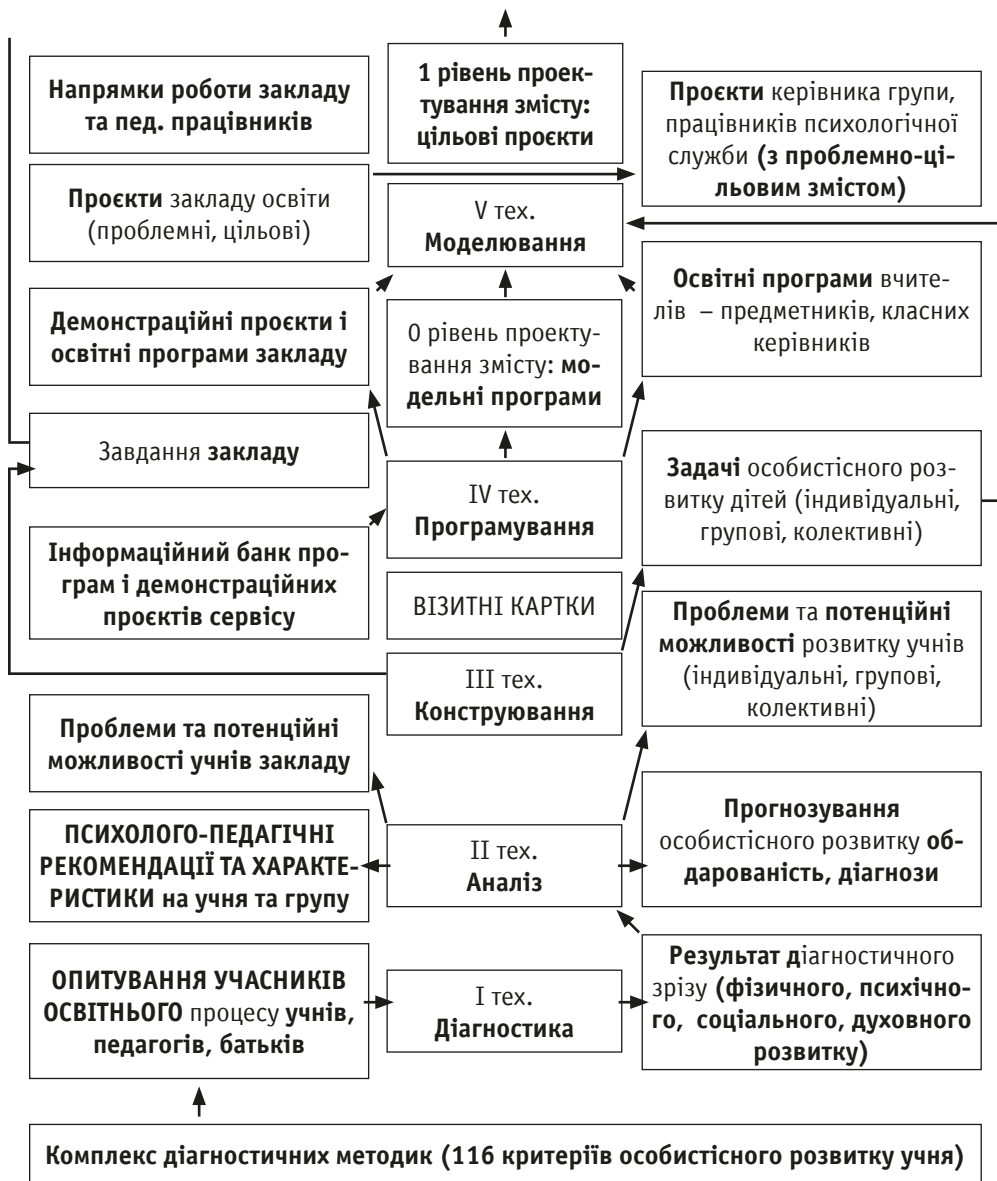 Напрямки роботи закладу
та пед. працівників
1 рівень проек-
тування змісту:
цільові проєкти
Проєкти керівника групи,
працівників психологічної
служби (з проблемно-ці-
льовим змістом)
Проєкти закладу освіти
(проблемні, цільові)
V тех.
Моделювання
Демонстраційні проєкти і
освітні програми закладу
0 рівень проекту-
вання змісту: мо-
дельні програми
Освітні програми вчите-
лів – предметників, класних
керівників
Завдання закладу
IV тех.
Програмування
Задачі особистісного роз-
витку дітей (індивідуальні,
групові, колективні)
Інформаційний банк про-
грам і демонстраційних
проєктів сервісу
ВІЗИТНІ КАРТКИ
Проблеми та потенційні
можливості розвитку учнів
(індивідуальні, групові,
колективні)
III тех.
Конструювання
Проблеми та потенційні
можливості учнів закладу
ПСИХОЛОГО-ПЕДАГІЧНІ
РЕКОМЕНДАЦІЇ ТА ХАРАКТЕ-
РИСТИКИ на учня та групу
II тех.
Аналіз
Прогнозування
особистісного розвитку об-
дарованість, діагнози
ОПИТУВАННЯ УЧАСНИКІВ
ОСВІТНЬОГО процесу учнів,
педагогів, батьків
I тех.
Діагностика
Результат діагностичного
зрізу (фізичного, психічно-
го, соціального, духовного
розвитку)
Комплекс діагностичних методик (116 критеріїв особистісного розвитку учня)